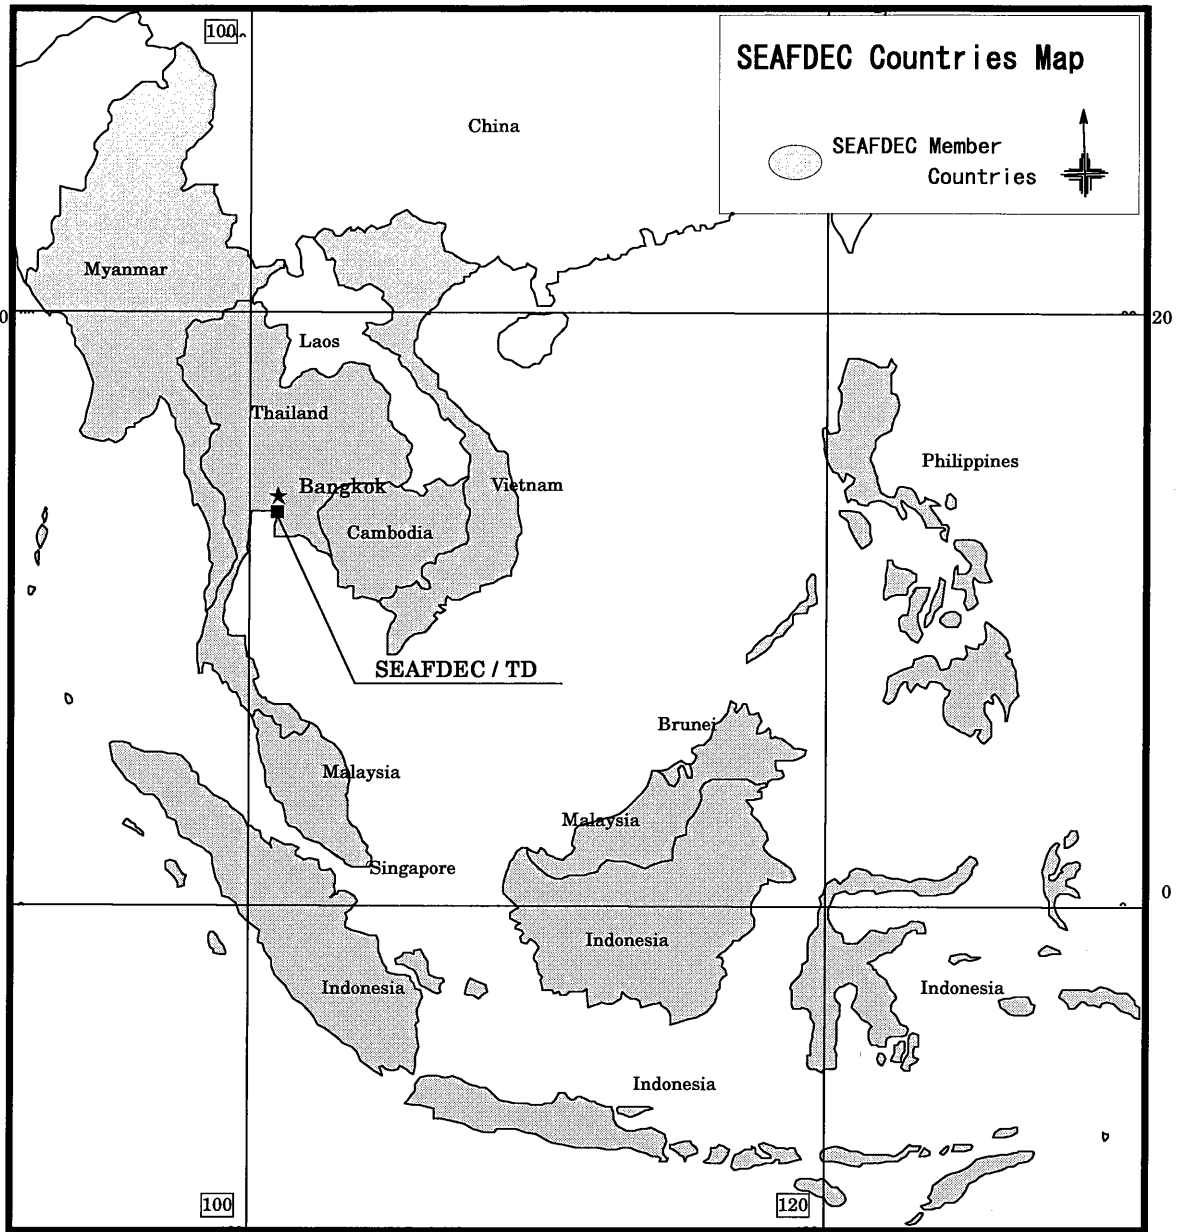 100
SEAFDEC Countries Map
China
SEAFDEC Member
Countries
Myanmar
0
20
Laos
Thailand
Philippines
Bangkok
Vietnam
Cambodia
SEAFDEC / TD
Brunei
Malaysia
Malaysia
Singapore
0
Indonesia
Indonesia
Indonesia
Indonesia
100
120